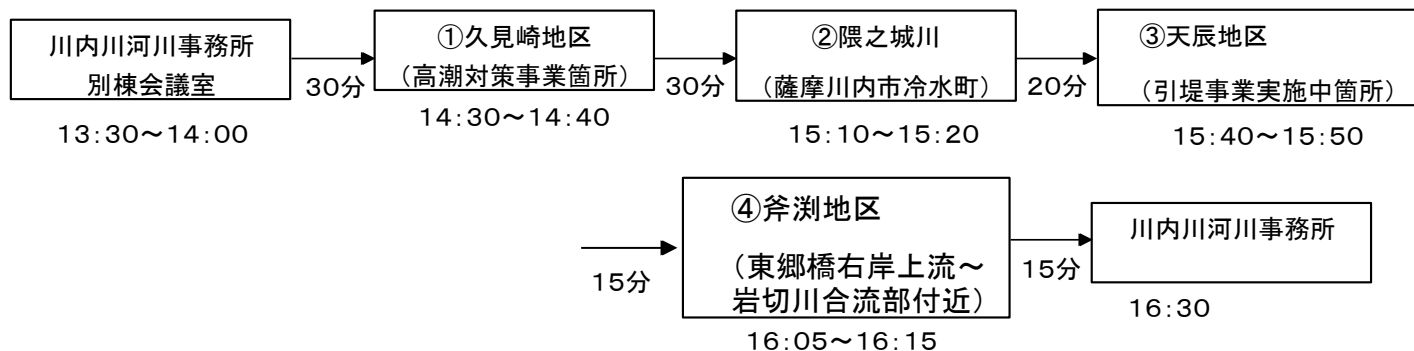 川内川河川事務所
別棟会議室
13:30～14:00
30分
①久見崎地区
（高潮対策事業箇所）
14:30～14:40
30分
②隈之城川
（薩摩川内市冷水町）
15:10～15:20
20分
③天辰地区
（引堤事業実施中箇所）
15:40～15:50
15分
④斧渕地区
（東郷橋右岸上流～
岩切川合流部付近）
16:05～16:15
15分
川内川河川事務所
16:30